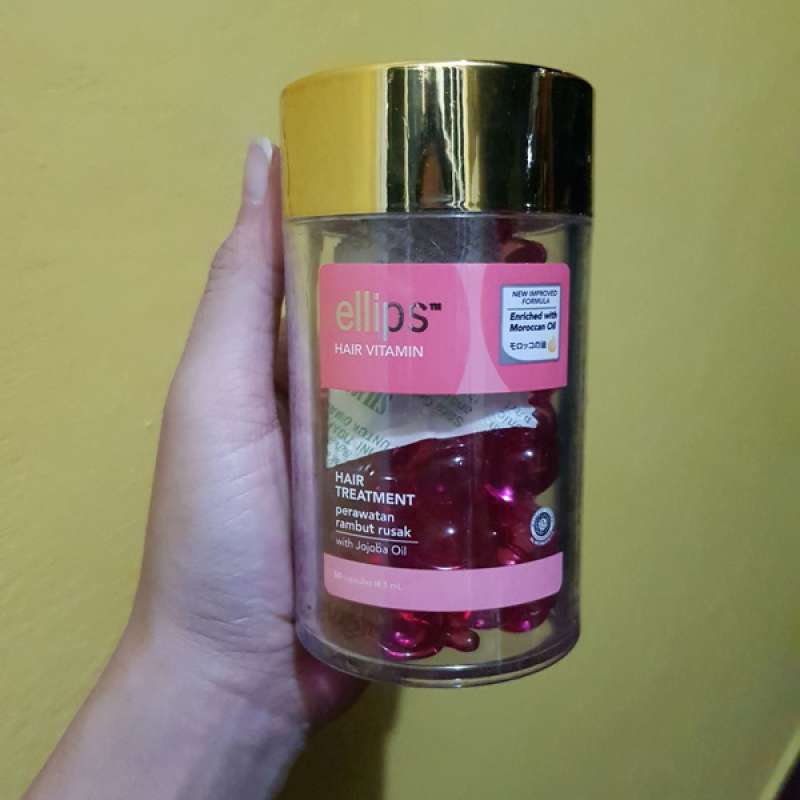 ellips™
HAIR VITAMIN
NEW IMPROVED
FORMULA
Enriched with
Moroccan Oil
モロッコの油
HAIR
TREATMENT
perawatan
rambut rusak
with Jojoba Oil